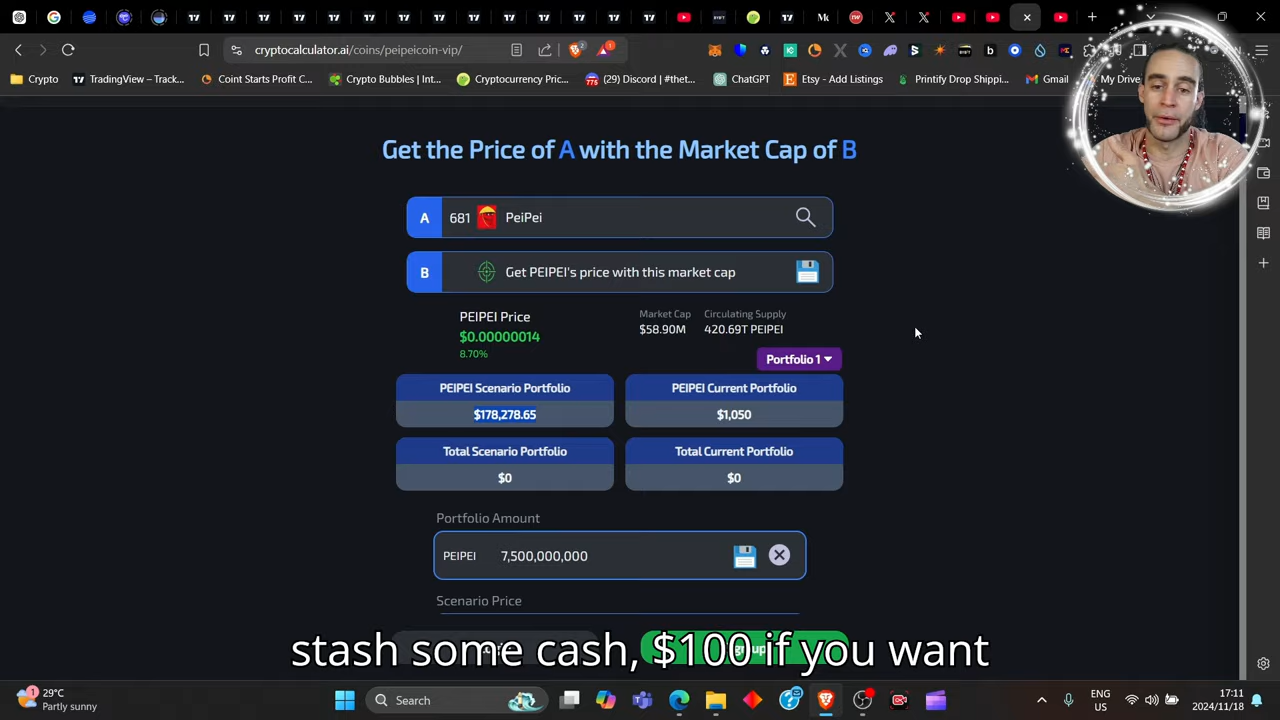 cryptocalculator.ai/coins/peipeicoin-vip/
Crypto
TradingView – Track...
Coint Starts Profit C...
Crypto Bubbles | Int...
Cryptocurrency Pric...
(29) Discord | #thet...
ChatGPT
Etsy - Add Listings
Printify Drop Shippi...
Gmail
My Drive
Get the Price of A with the Market Cap of B
A 681 PeiPei
B Get PEIPEI's price with this market cap
PEIPEI Price
$0.00000014
8.70%
Market Cap
$58.90M
Circulating Supply
420.69T PEIPEI
Portfolio 1
PEIPEI Scenario Portfolio
$178,278.65
PEIPEI Current Portfolio
$1,050
Total Scenario Portfolio
$0
Total Current Portfolio
$0
Portfolio Amount
PEIPEI 7,500,000,000
Scenario Price
stash some cash, $100 if you want
29°C
Partly sunny
Search
ENG
US
17:11
2024/11/18